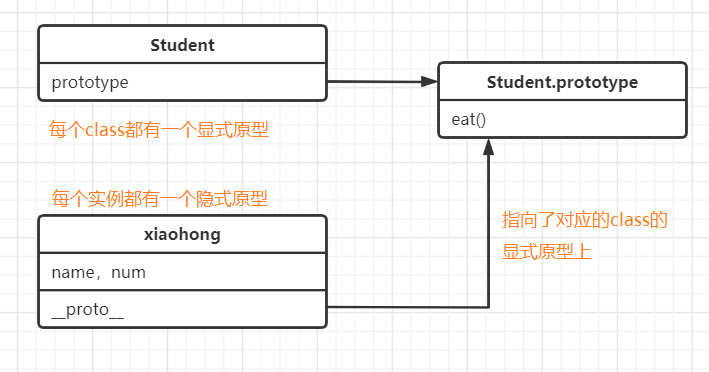 Student
prototype
每个class都有一个显式原型
Student.prototype
eat()
每个实例都有一个隐式原型
xiaohong
name，num
__proto__
指向了对应的class的
显式原型上